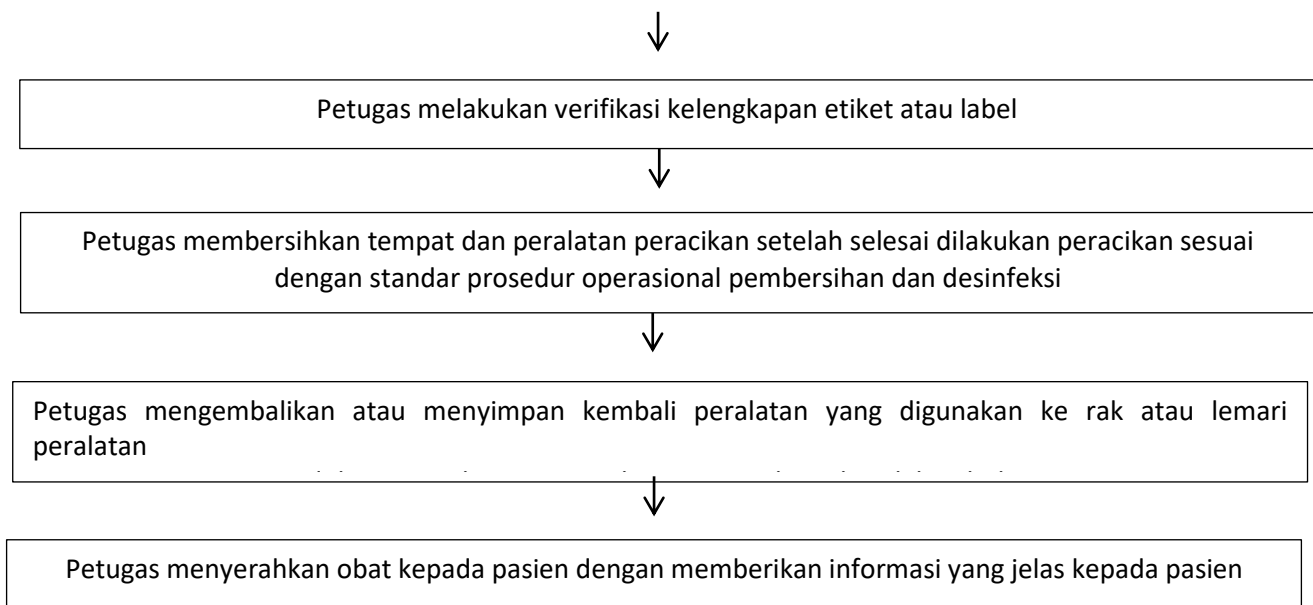 Petugas melakukan verifikasi kelengkapan etiket atau label
Petugas membersihkan tempat dan peralatan peracikan setelah selesai dilakukan peracikan sesuai
dengan standar prosedur operasional pembersihan dan desinfeksi
Petugas mengembalikan atau menyimpan kembali peralatan yang digunakan ke rak atau lemari
peralatan
Petugas menyerahkan obat kepada pasien dengan memberikan informasi yang jelas kepada pasien